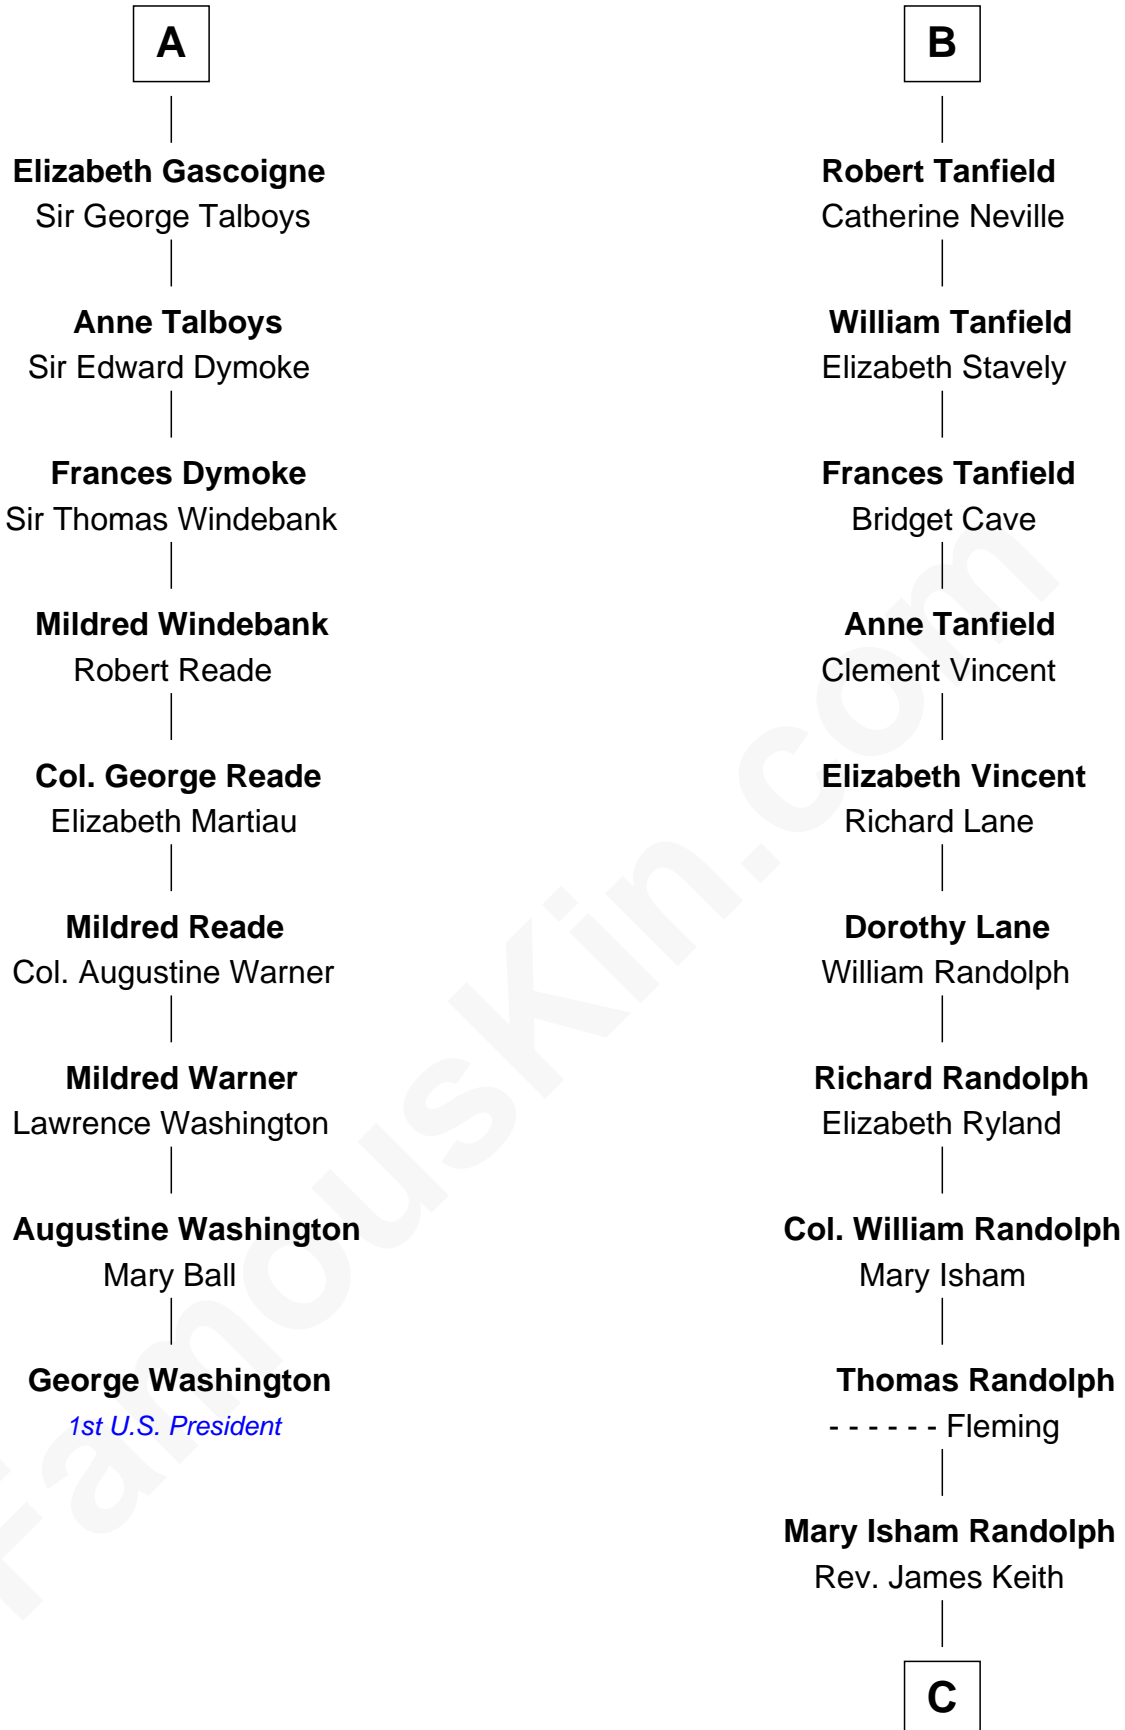 A
Elizabeth Gascoigne
Sir George Talboys
Anne Talboys
Sir Edward Dymoke
Frances Dymoke
Sir Thomas Windebank
Mildred Windebank
Robert Reade
Col. George Reade
Elizabeth Martiau
Mildred Reade
Col. Augustine Warner
Mildred Warner
Lawrence Washington
Augustine Washington
Mary Ball
George Washington
1st U.S. President
B
Robert Tanfield
Catherine Neville
William Tanfield
Elizabeth Stavely
Frances Tanfield
Bridget Cave
Anne Tanfield
Clement Vincent
Elizabeth Vincent
Richard Lane
Dorothy Lane
William Randolph
Richard Randolph
Elizabeth Ryland
Col. William Randolph
Mary Isham
Thomas Randolph
- - - - - - Fleming
Mary Isham Randolph
Rev. James Keith
C
FamousKin.com